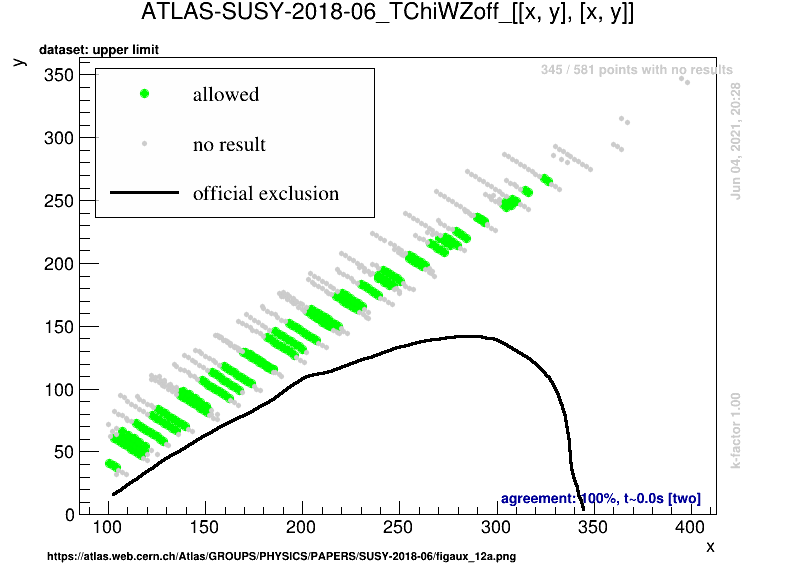 ATLAS-SUSY-2018-06_TChiWZoff_[[x, y], [x, y]]
dataset: upper limit
y
345 / 581 points with no results
allowed
no result
official exclusion
Jun 04, 2021, 20:28
k-factor 1.00
350
300
250
200
150
100
50
0
agreement: 100%, t~0.0s [two]
100 150 200 250 300 350 400
x
https://atlas.web.cern.ch/Atlas/GROUPS/PHYSICS/PAPERS/SUSY-2018-06/figaux_12a.png